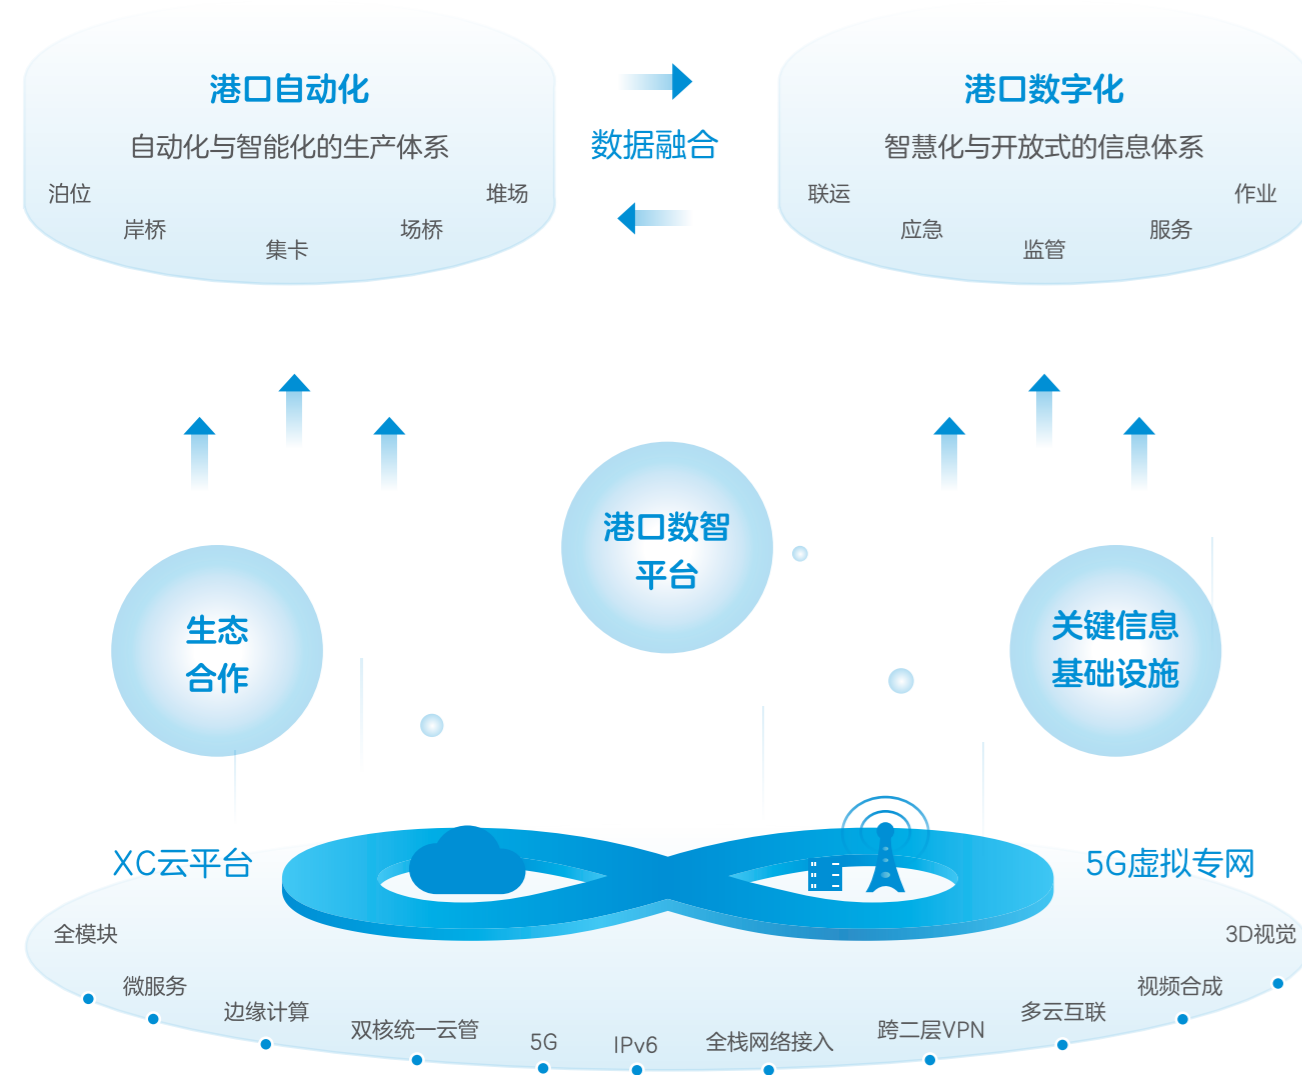 港口自动化
自动化与智能化的生产体系
泊位
岸桥
集卡
场桥
堆场
数据融合
港口数字化
智慧化与开放式的信息体系
联运
应急
监管
服务
作业
港口数智
平台
生态
合作
关键信息
基础设施
XC云平台
5G虚拟专网
全模块
微服务
边缘计算
双核统一云管
5G
IPv6
全栈网络接入
跨二层VPN
多云互联
视频合成
3D视觉